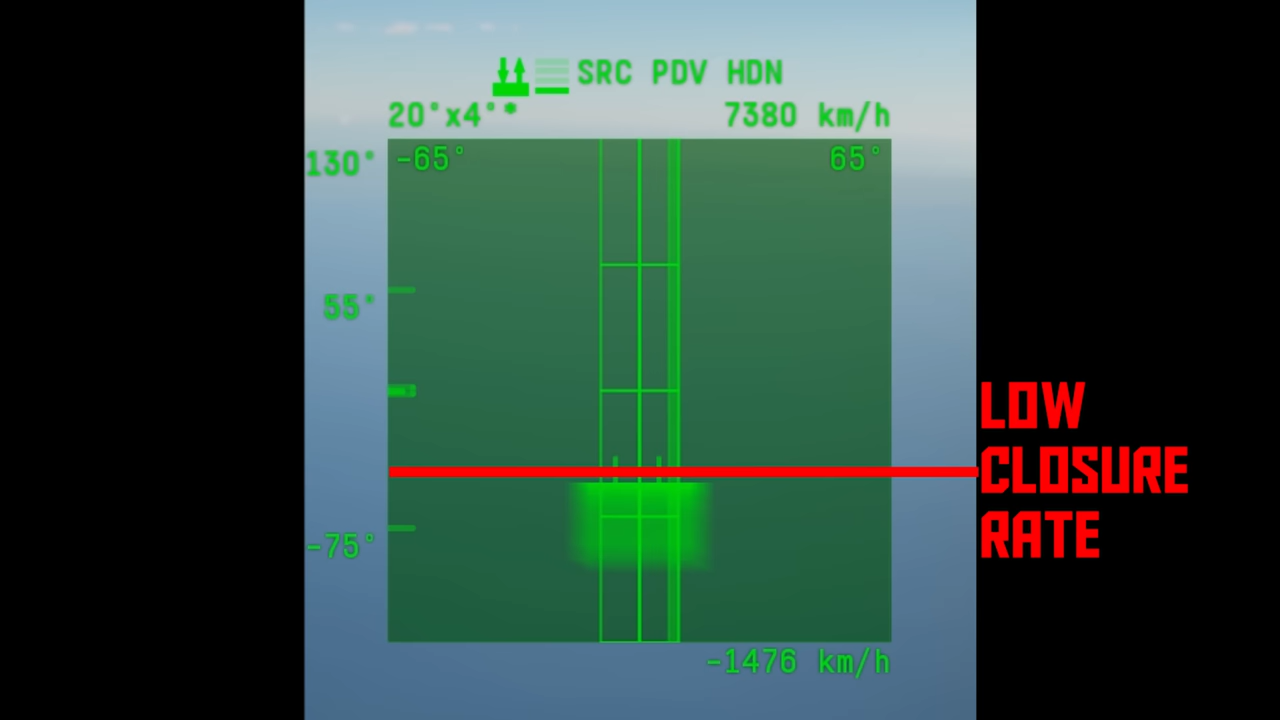 SRC PDV HDN
20°x4°* 7380 km/h
130° -65° 65°
55°
LOW
CLOSURE
RATE
-75°
-1476 km/h